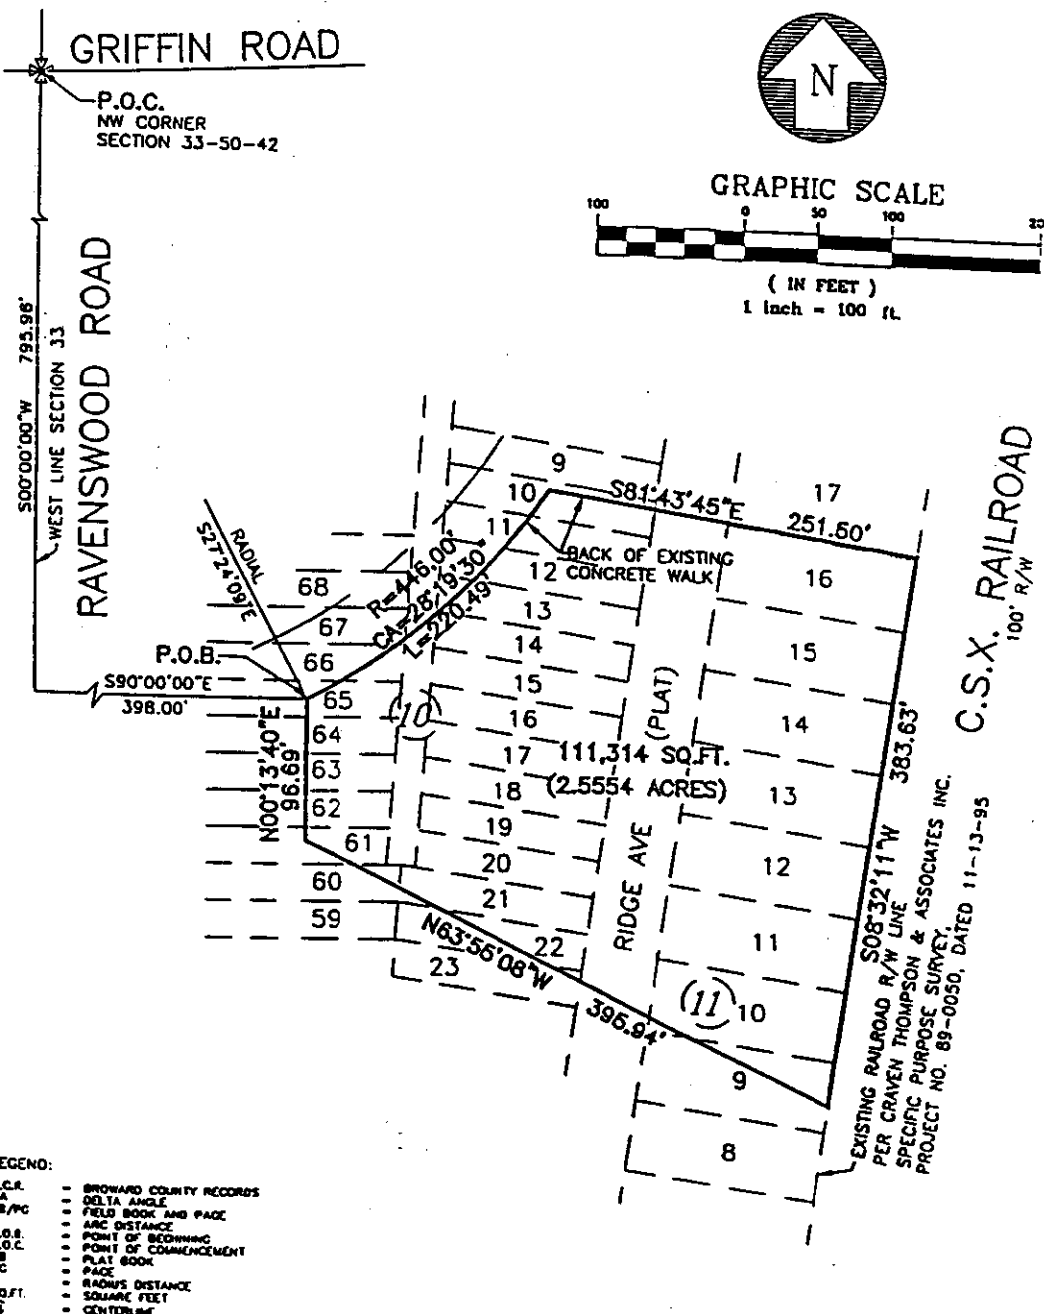 GRIFFIN ROAD
P.O.C.
NW CORNER
SECTION 33-50-42
N
GRAPHIC SCALE
100
0
50
100
( IN FEET )
1 inch = 100 ft.
S00°00'00"W 795.96'
WEST LINE SECTION 33
RAVENSWOOD ROAD
RADIAL
S27°24'09"E
P.O.B.
S90°00'00"E
398.00'
N00°13'40"E
96.69'
R=446.00'
CA=28°19'30"
L=220.49'
S81°43'45"E
251.60'
BACK OF EXISTING
CONCRETE WALK
9
10
11
12
13
14
15
16
17
18
19
20
21
22
23
68
67
66
65
64
63
62
61
60
59
(10)
111,314 SQ.FT.
(2.5554 ACRES)
RIDGE AVE (PLAT)
17
16
15
14
13
12
11
(11) 10
9
8
N63°56'08"W
395.94'
383.63'
S08°32'11"W
C.S.X. RAILROAD
100' R/W
EXISTING RAILROAD R/W LINE
PER CRAVEN THOMPSON & ASSOCIATES INC.
SPECIFIC PURPOSE SURVEY,
PROJECT NO. 89-0050, DATED 11-13-95
EGEND:
= BROWARD COUNTY RECORDS
= DELTA ANGLE
= FIELD BOOK AND PAGE
= ARC DISTANCE
= POINT OF BEGINNING
= POINT OF COMMENCEMENT
= PLAT BOOK
= PAGE
= RADIUS DISTANCE
= SQUARE FEET
= CENTERLINE